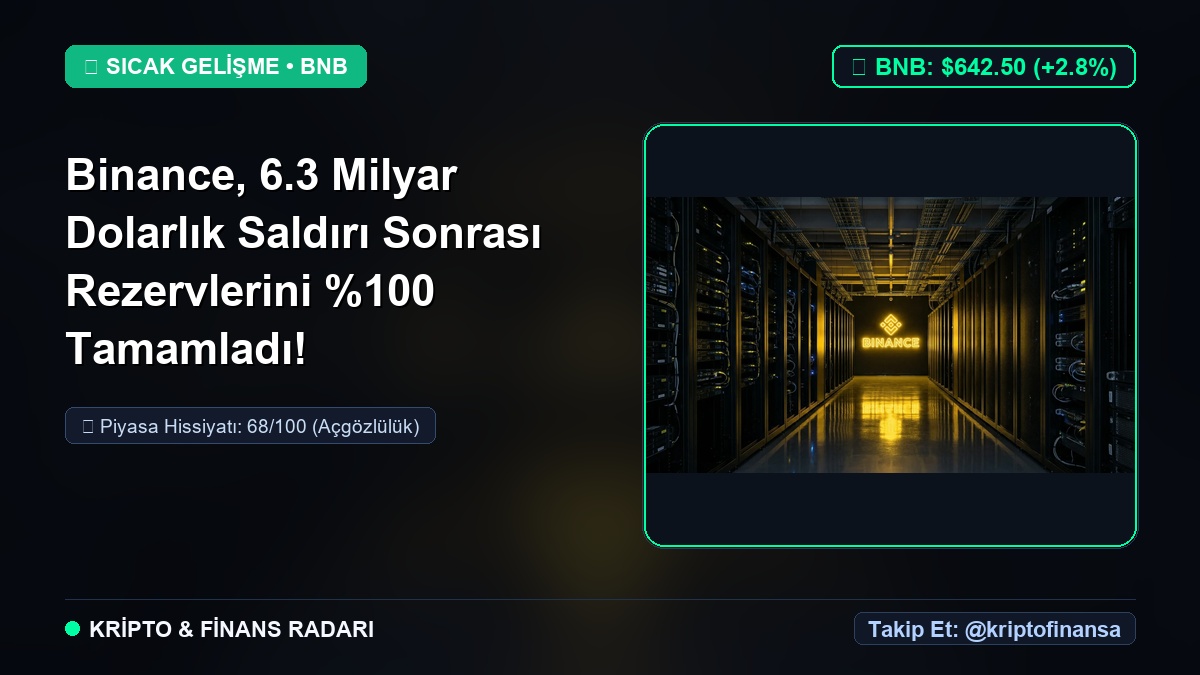 SICAK GELİŞME • BNB
BNB: $642.50 (+2.8%)
Binance, 6.3 Milyar
Dolarlık Saldırı Sonrası
Rezervlerini %100
Tamamladı!
Piyasa Hissiyatı: 68/100 (Açgözlülük)
BINANCE
KRİPTO & FİNANS RADARI
Takip Et: @kriptofinansa